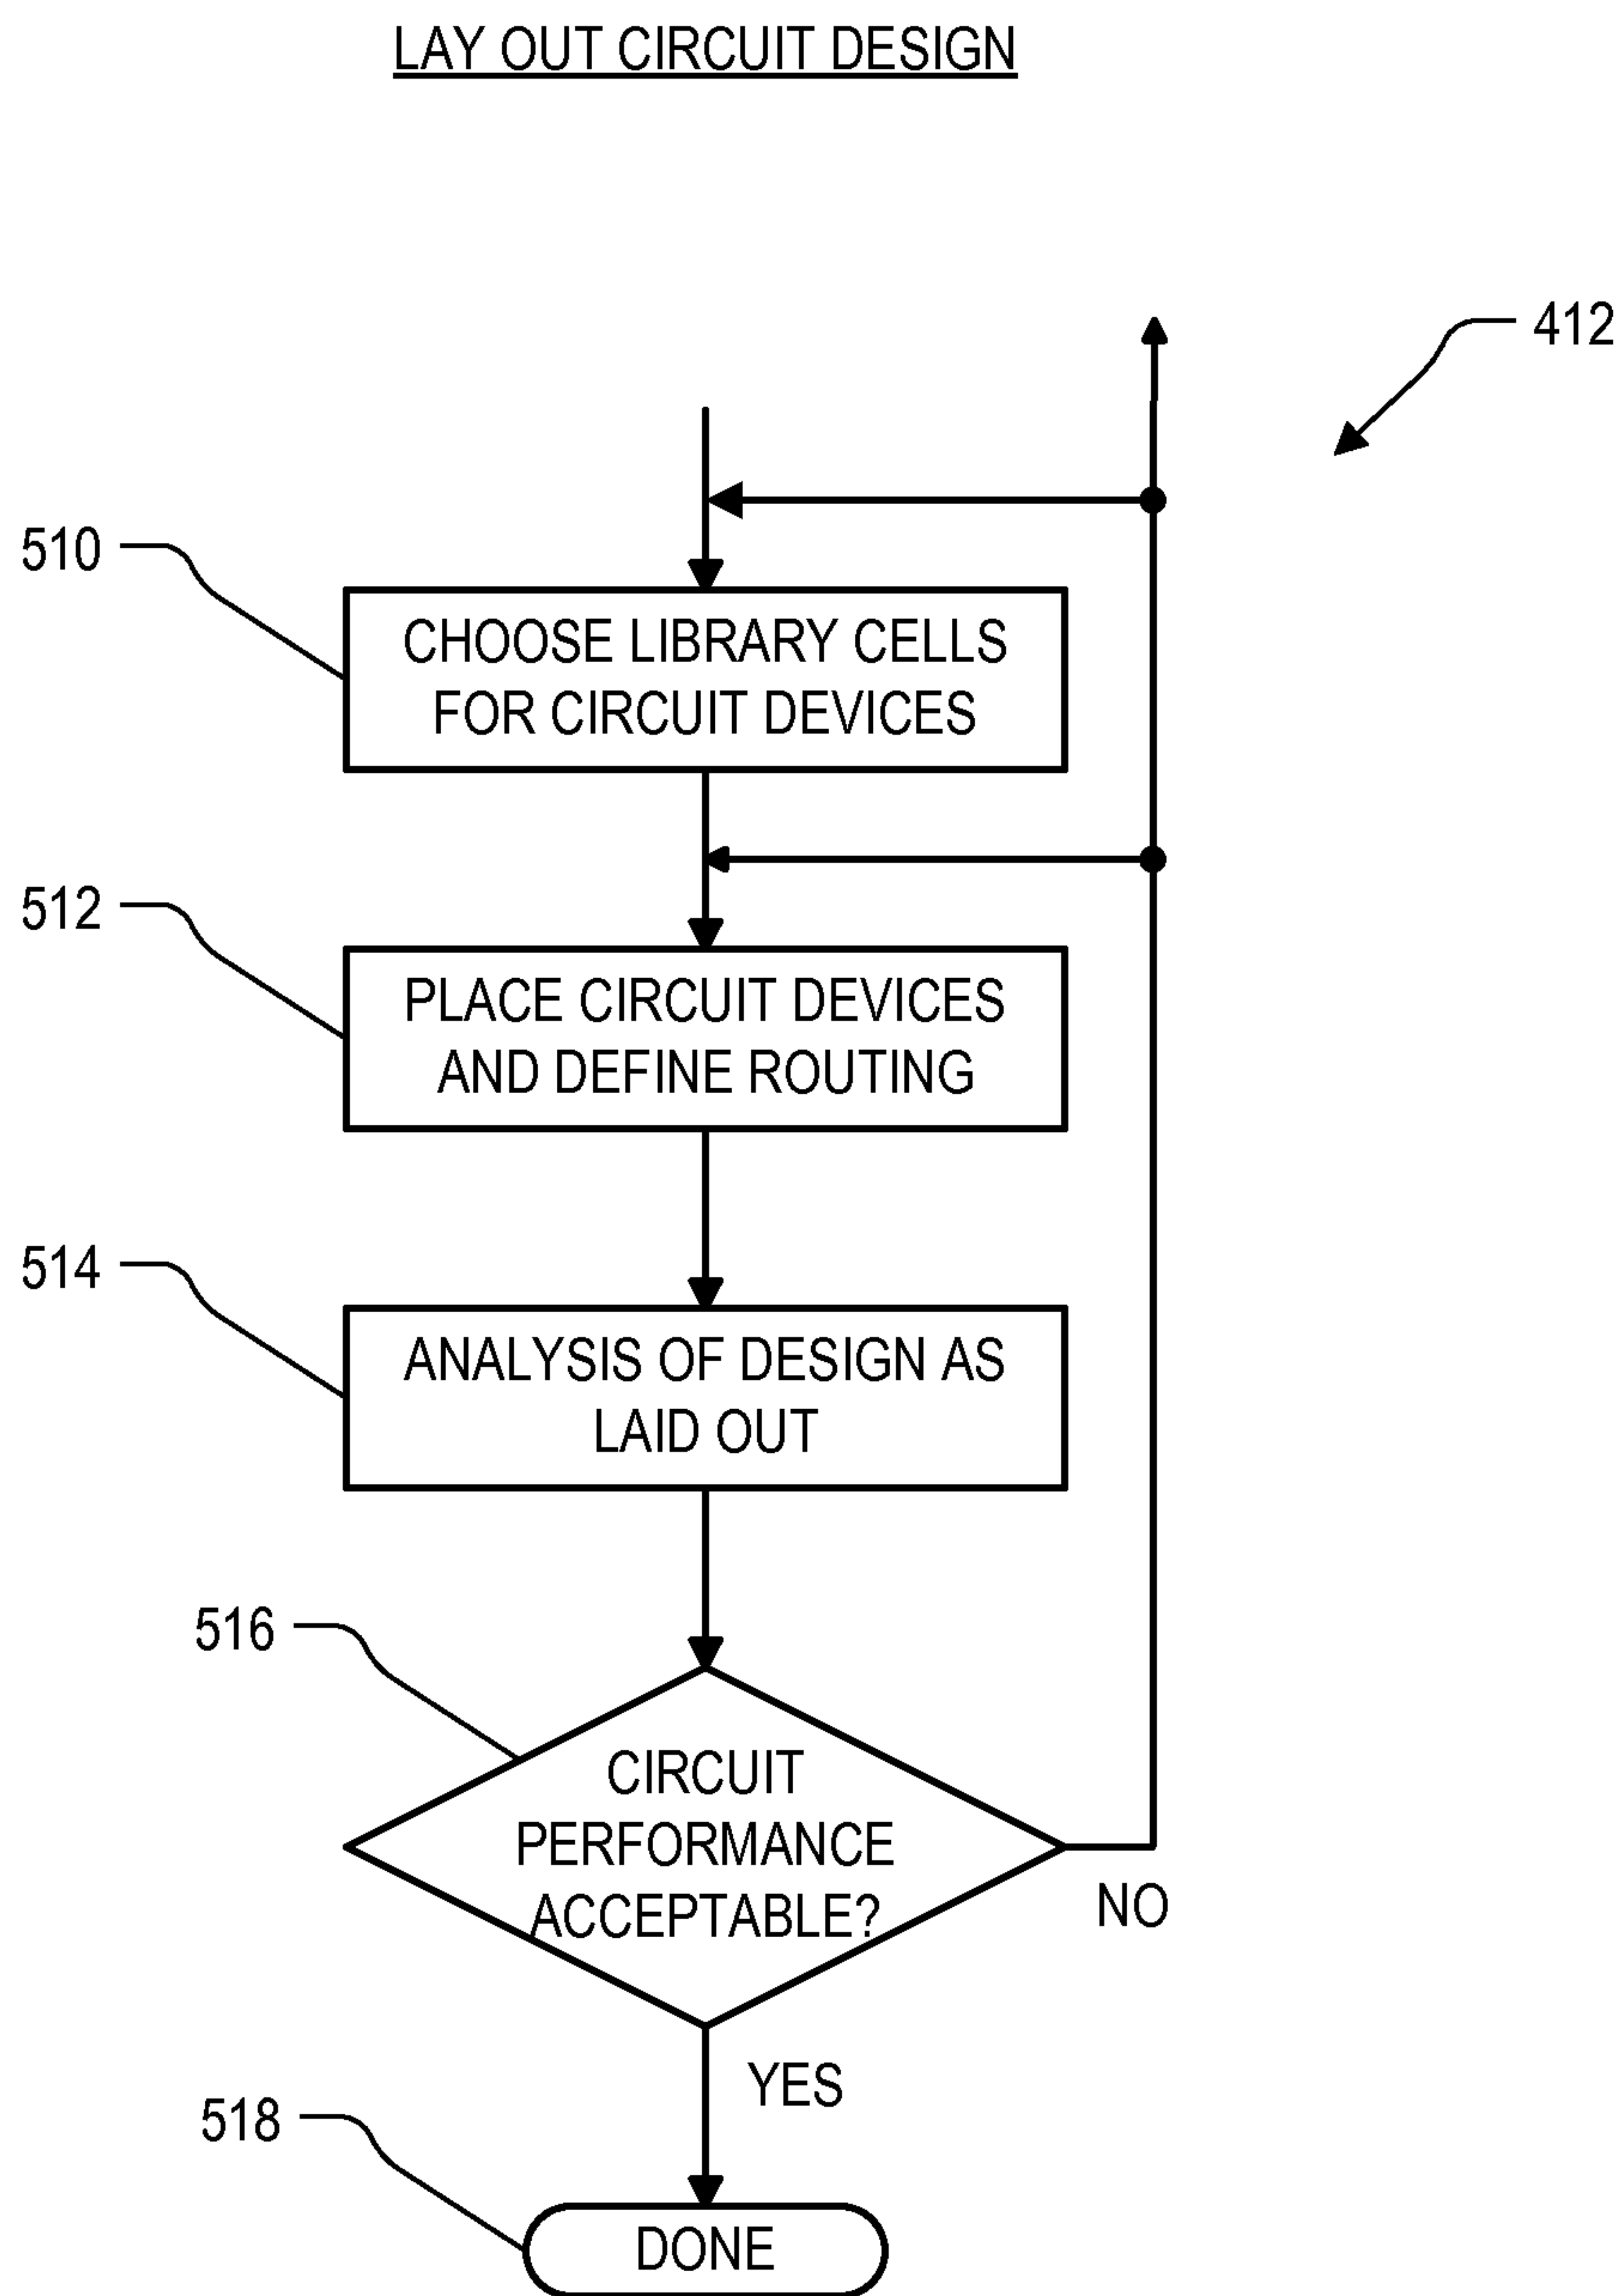 LAY OUT CIRCUIT DESIGN
412
510
CHOOSE LIBRARY CELLS
FOR CIRCUIT DEVICES
512
PLACE CIRCUIT DEVICES
AND DEFINE ROUTING
514
ANALYSIS OF DESIGN AS
LAID OUT
516
CIRCUIT
PERFORMANCE
ACCEPTABLE?
NO
YES
518
DONE